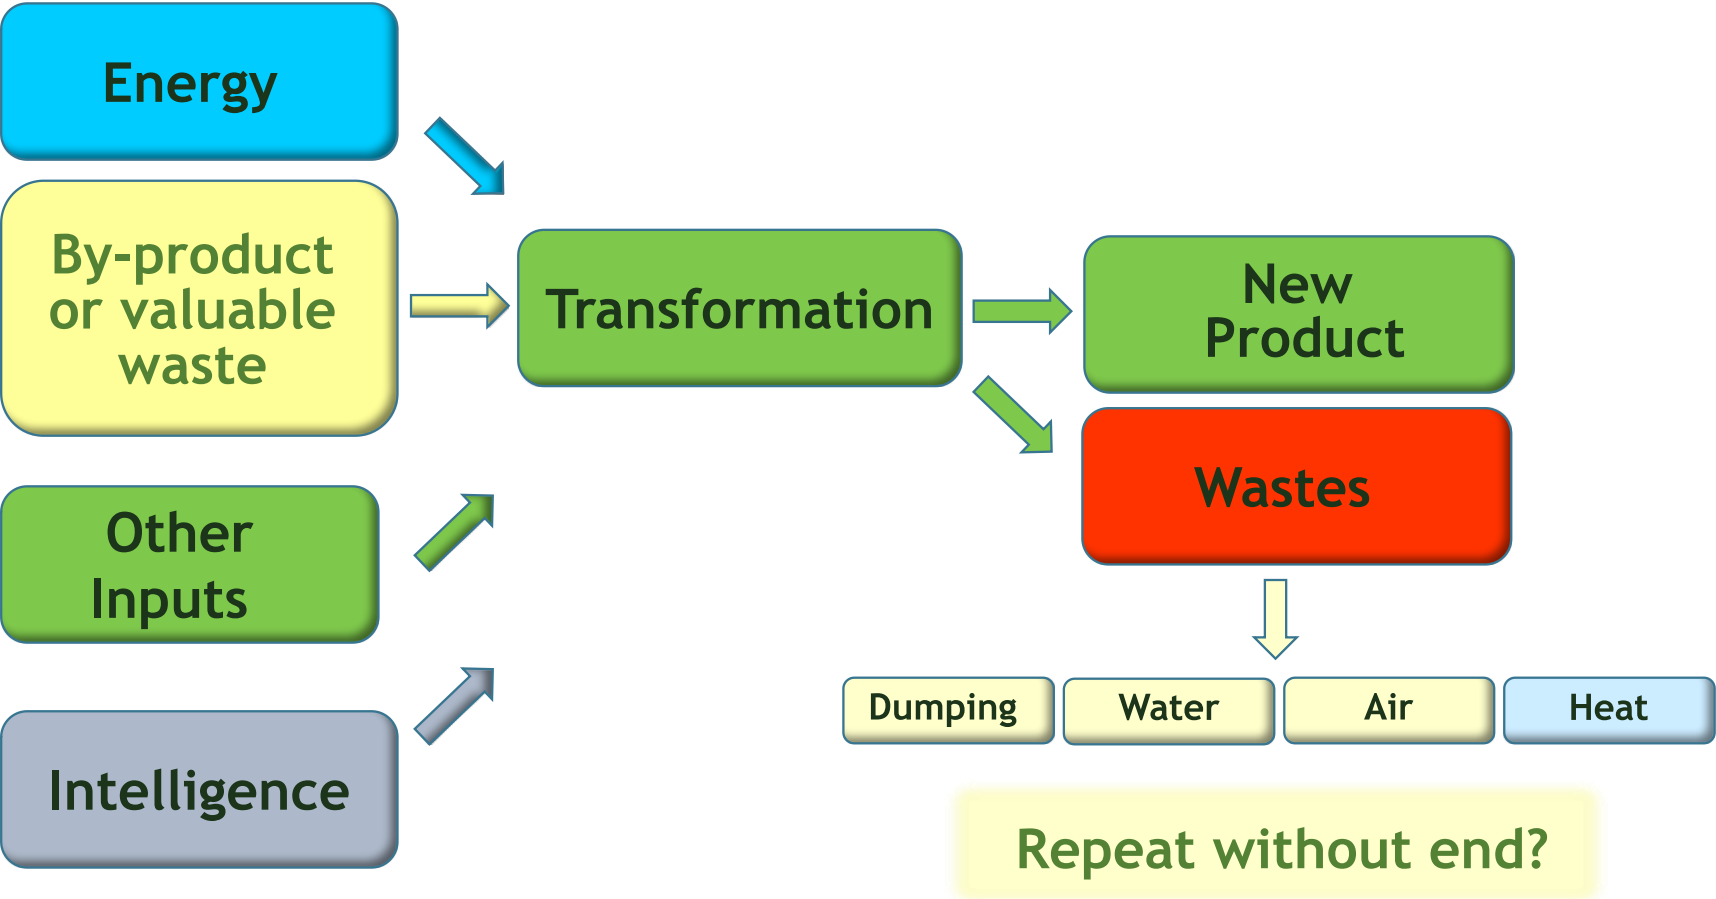 Energy
By-product
or valuable
waste
Other
Inputs
Intelligence
Transformation
New
Product
Wastes
Dumping
Water
Air
Heat
Repeat without end?